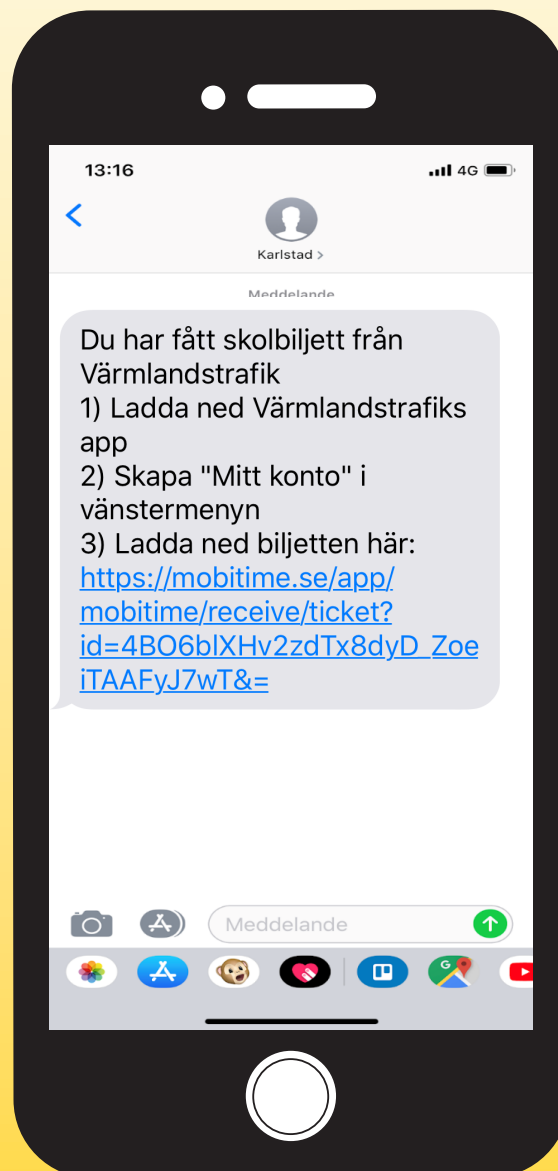 13:16
4G
Karlstad >
Meddelande
Du har fått skolbiljett från
Värmlandstrafik
1) Ladda ned Värmlandstrafiks
app
2) Skapa "Mitt konto" i
vänstermenyn
3) Ladda ned biljetten här:
https://mobitime.se/app/
mobitime/receive/ticket?
id=4BO6blXHv2zdTx8dyD_Zoe
iTAAFyJ7wT&=
Meddelande
G